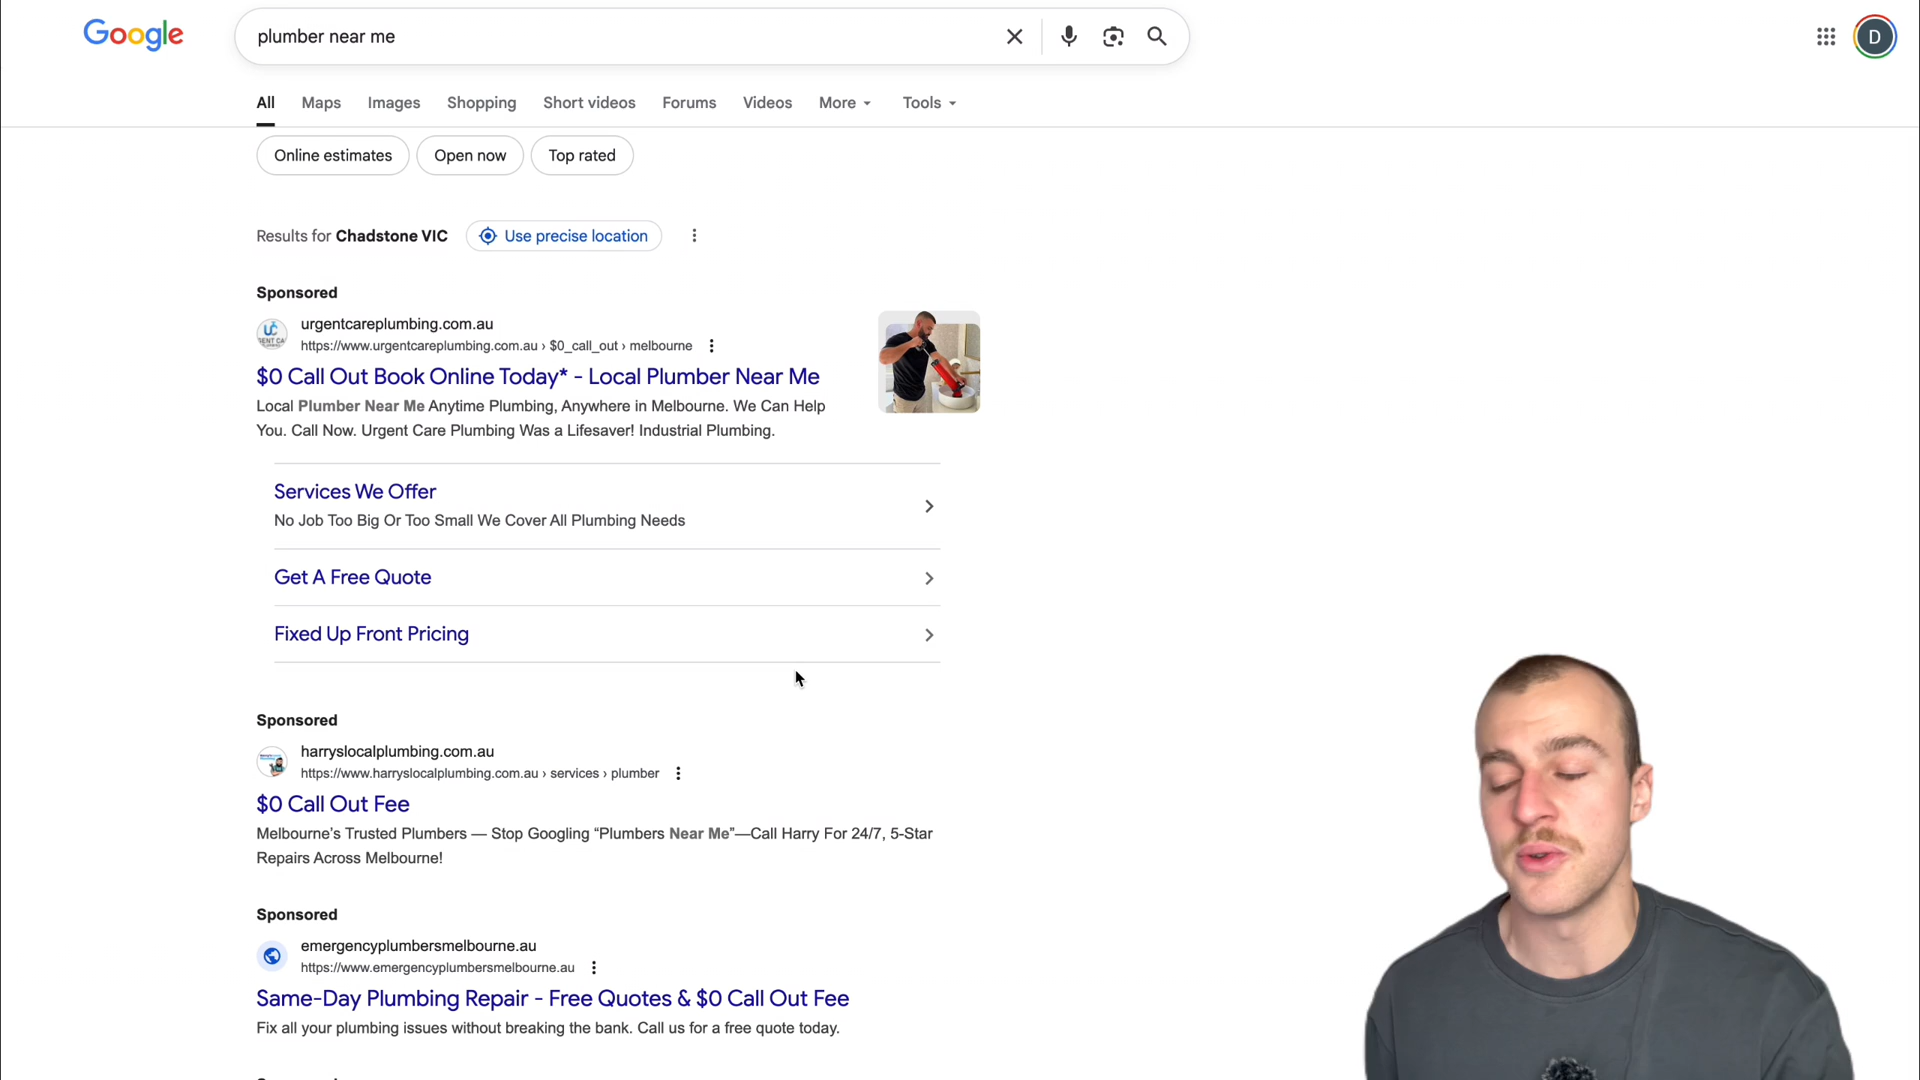 Google
plumber near me
D
All
Maps
Images
Shopping
Short videos
Forums
Videos
More
Tools
Online estimates
Open now
Top rated
Results for Chadstone VIC
Use precise location
Sponsored
urgentcareplumbing.com.au
https://www.urgentcareplumbing.com.au › $0_call_out › melbourne
$0 Call Out Book Online Today* - Local Plumber Near Me
Local Plumber Near Me Anytime Plumbing, Anywhere in Melbourne. We Can Help
You. Call Now. Urgent Care Plumbing Was a Lifesaver! Industrial Plumbing.
Services We Offer
No Job Too Big Or Too Small We Cover All Plumbing Needs
Get A Free Quote
Fixed Up Front Pricing
Sponsored
harryslocalplumbing.com.au
https://www.harryslocalplumbing.com.au › services › plumber
$0 Call Out Fee
Melbourne's Trusted Plumbers — Stop Googling “Plumbers Near Me”—Call Harry For 24/7, 5-Star
Repairs Across Melbourne!
Sponsored
emergencyplumbersmelbourne.au
https://www.emergencyplumbersmelbourne.au
Same-Day Plumbing Repair - Free Quotes & $0 Call Out Fee
Fix all your plumbing issues without breaking the bank. Call us for a free quote today.